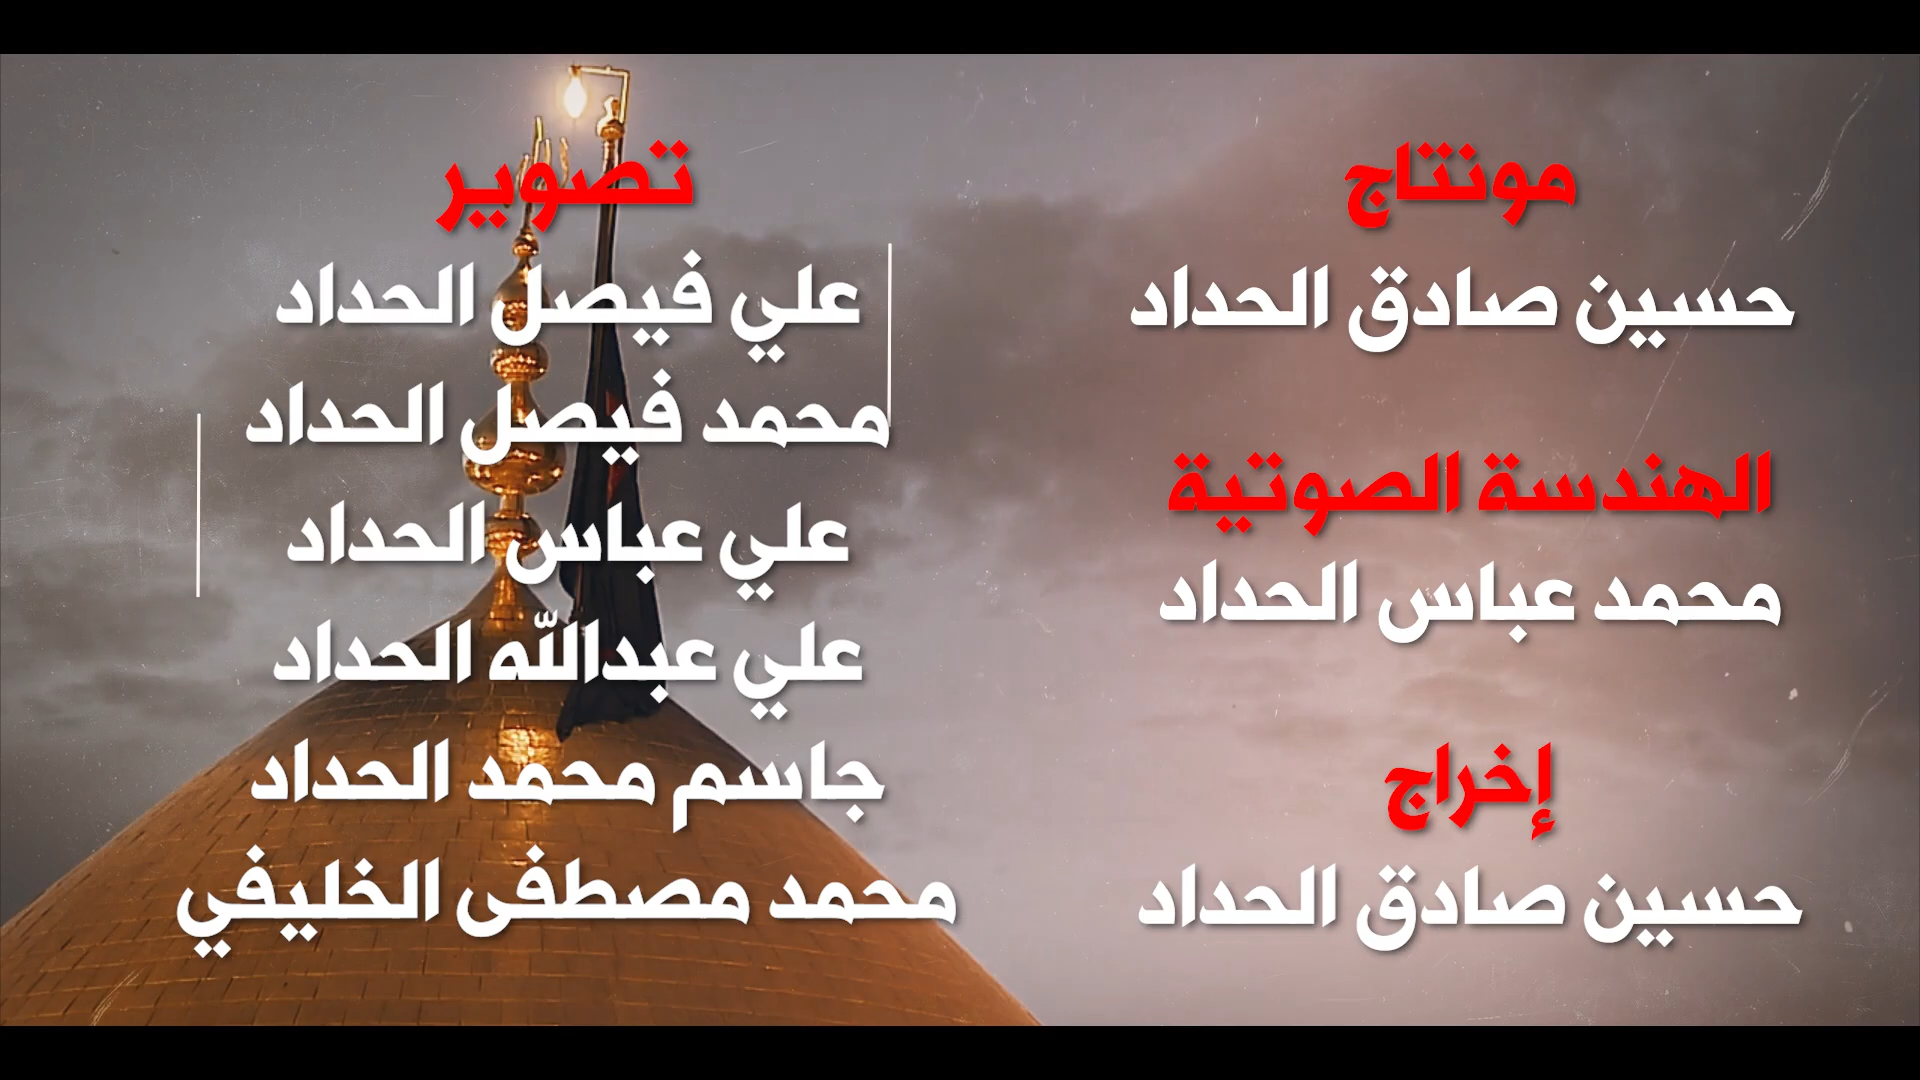 مونتاج
حسين صادق الحداد
الهندسة الصوتية
محمد عباس الحداد
إخراج
حسين صادق الحداد
تصوير
علي فيصل الحداد
محمد فيصل الحداد
علي عباس الحداد
علي عبدالله الحداد
جاسم محمد الحداد
محمد مصطفى الخليفي